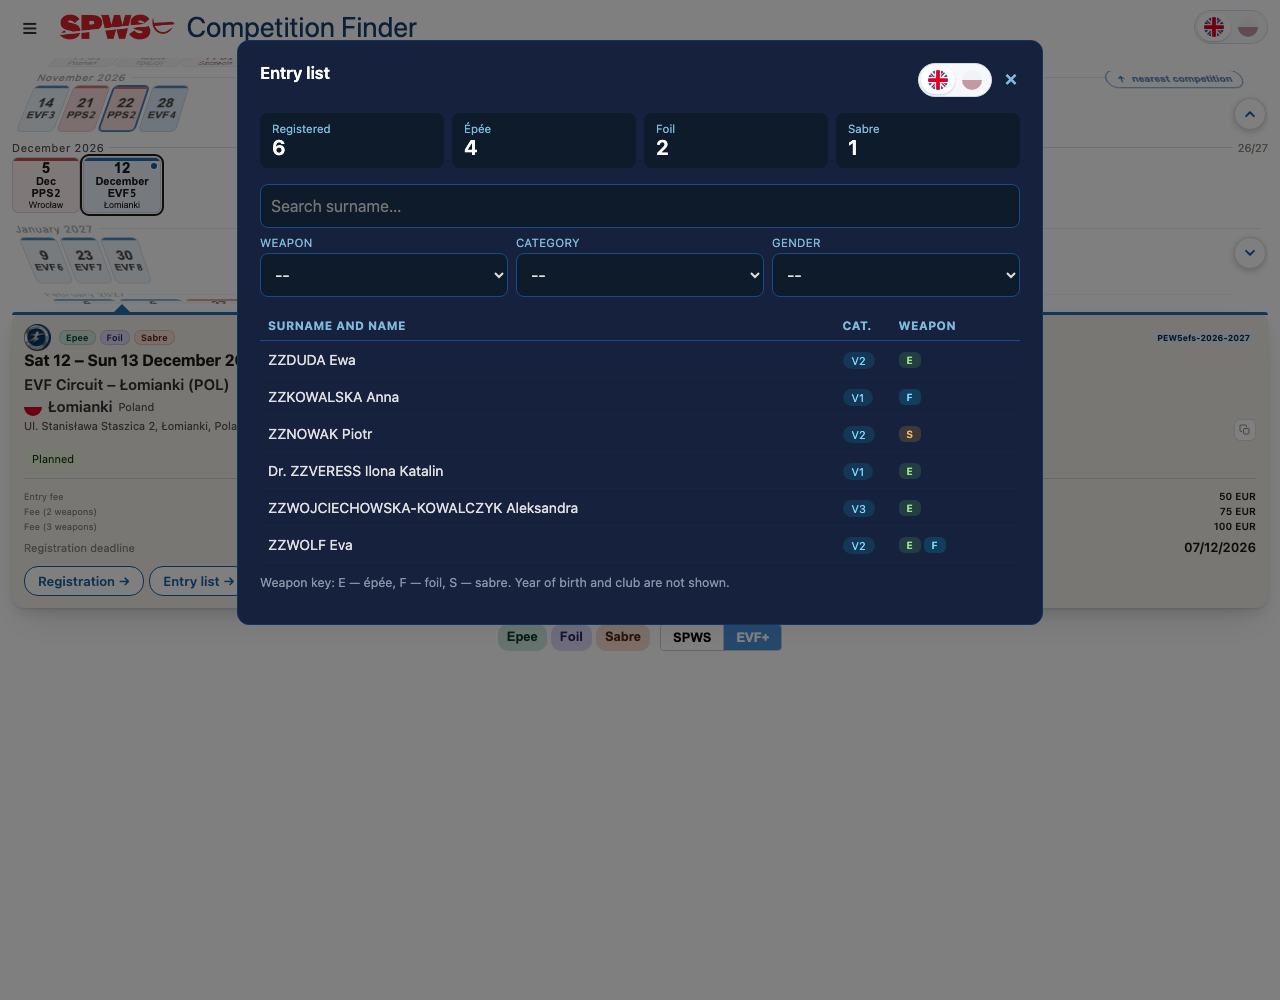 SPWS Competition Finder
November 2026
nearest competition
14 EVF3
21 PPS2
22 PPS2
28 EVF4
December 2026
26/27
5 Dec PPS2 Wrocław
12 December EVF5 Łomianki
January 2027
9 EVF6
23 EVF7
30 EVF8
Epee Foil Sabre
PEW5efs-2026-2027
Sat 12 – Sun 13 December 20
EVF Circuit – Łomianki (POL)
Łomianki Poland
Ul. Stanisława Staszica 2, Łomianki, Pola
Planned
Entry fee 50 EUR
Fee (2 weapons) 75 EUR
Fee (3 weapons) 100 EUR
Registration deadline 07/12/2026
Registration → Entry list →
Entry list
×
Registered Épée Foil Sabre
6 4 2 1
Search surname...
WEAPON CATEGORY GENDER
-- -- --
SURNAME AND NAME CAT. WEAPON
ZZDUDA Ewa V2 E
ZZKOWALSKA Anna V1 F
ZZNOWAK Piotr V2 S
Dr. ZZVERESS Ilona Katalin V1 E
ZZWOJCIECHOWSKA-KOWALCZYK Aleksandra V3 E
ZZWOLF Eva V2 E F
Weapon key: E — épée, F — foil, S — sabre. Year of birth and club are not shown.
Epee Foil Sabre SPWS EVF+